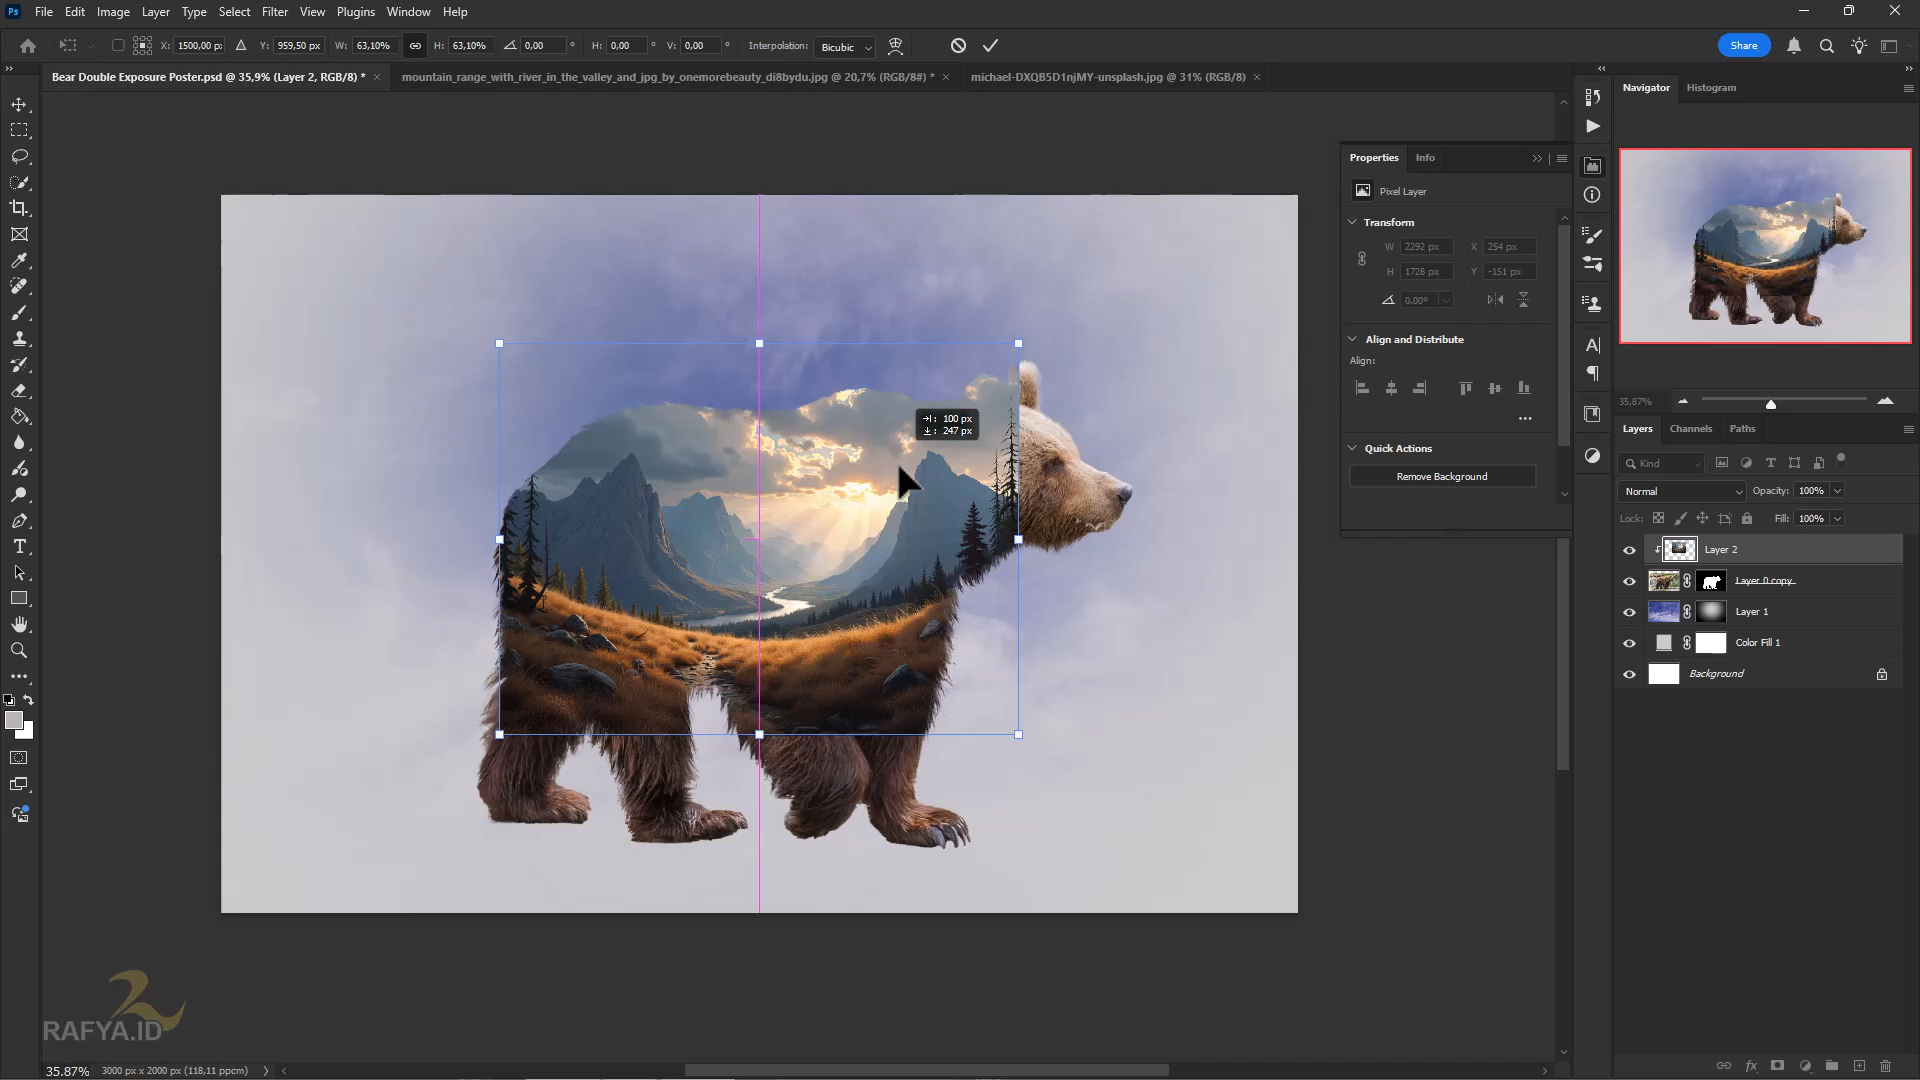 Ps File Edit Image Layer Type Select Filter View Plugins Window Help
X: 1500,00 px Y: 959,50 px W: 63,10% H: 63,10% 0,00 ° H: 0,00 ° V: 0,00 ° Interpolation: Bicubic Share
Bear Double Exposure Poster.psd @ 35,9% (Layer 2, RGB/8) * × mountain_range_with_river_in_the_valley_and_jpg_by_onemorebeauty_di8bydu.jpg @ 20,7% (RGB/8#) * × michael-DXQB5D1njMY-unsplash.jpg @ 31% (RGB/8) ×
Navigator Histogram
Properties Info
Pixel Layer
Transform
W 2292 px X 254 px
H 1728 px Y -151 px
0,00°
Align and Distribute
Align:
Quick Actions
Remove Background
100 px
247 px
35,87%
Layers Channels Paths
Kind
Normal Opacity: 100%
Lock: Fill: 100%
Layer 2
Layer 0 copy
Layer 1
Color Fill 1
Background
RAFYA.ID
35.87% 3000 px x 2000 px (118,11 ppcm)